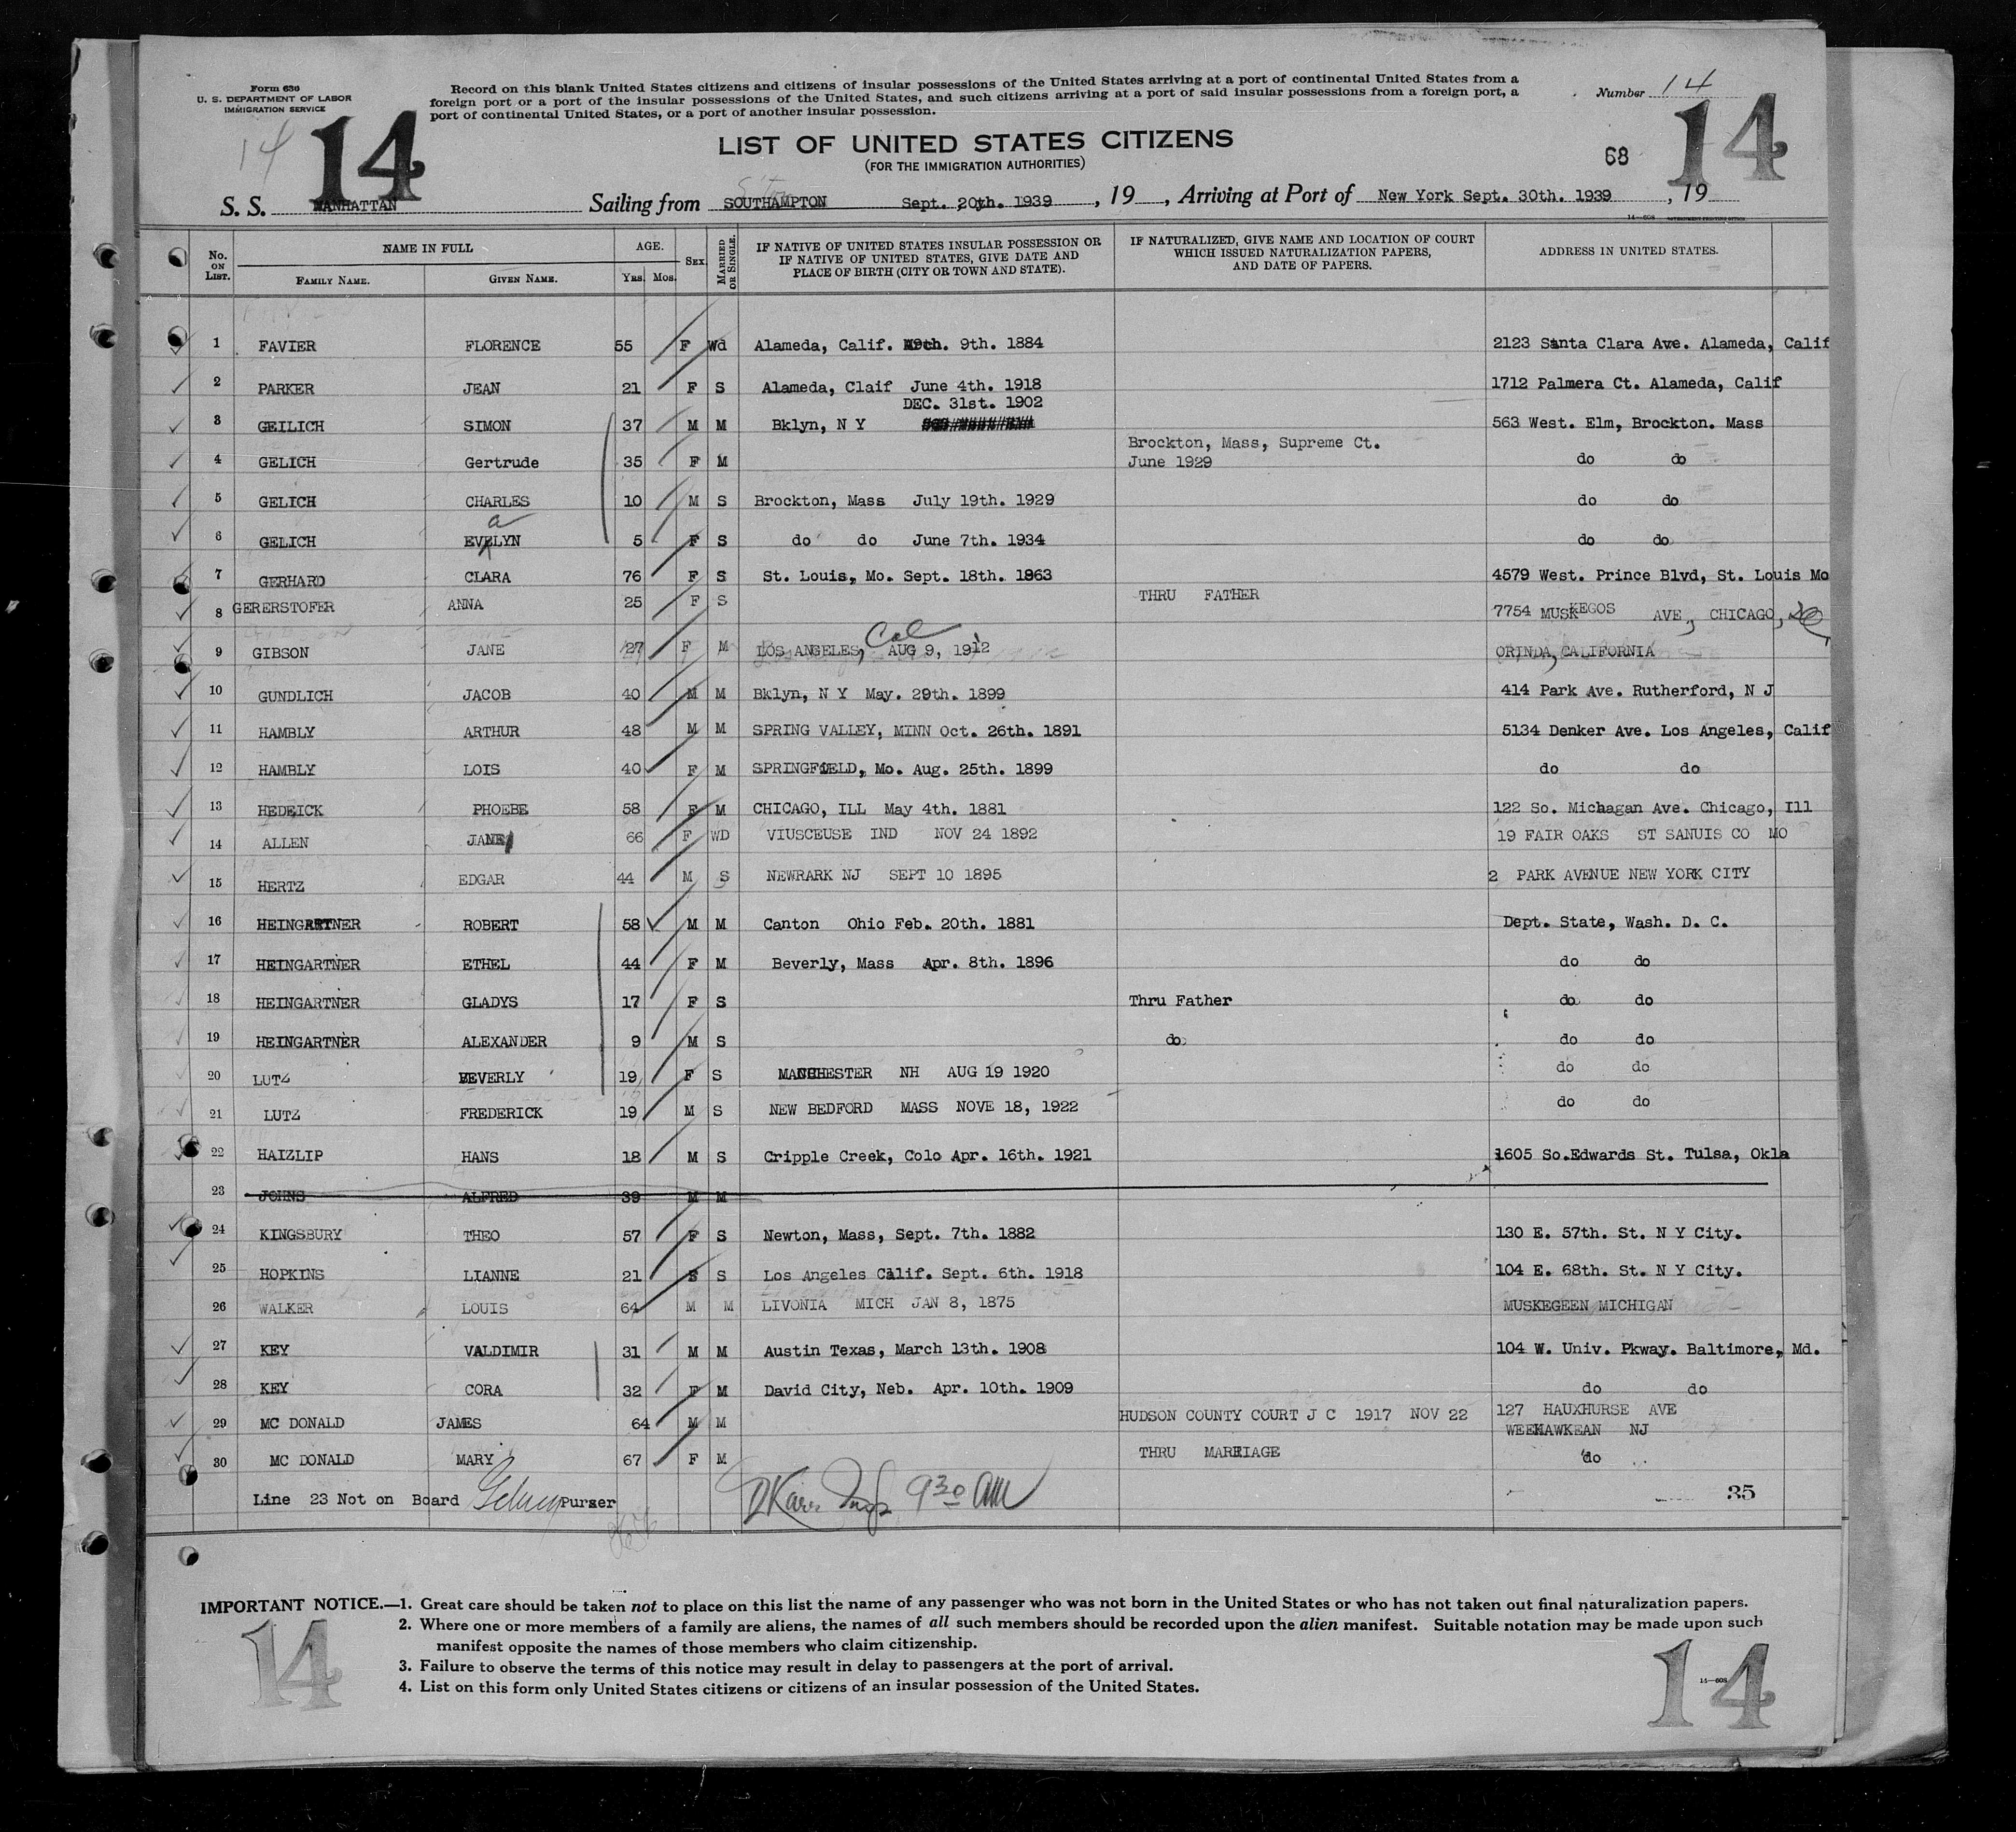 Form 630
U. S. DEPARTMENT OF LABOR
IMMIGRATION SERVICE
Record on this blank United States citizens and citizens of insular possessions of the United States arriving at a port of continental United States from a
foreign port or a port of the insular possessions of the United States, and such citizens arriving at a port of said insular possessions from a foreign port, a
port of continental United States, or a port of another insular possession.
Number 14
14 14 14
LIST OF UNITED STATES CITIZENS
(FOR THE IMMIGRATION AUTHORITIES)
68
S. S. MANHATTAN Sailing from SOUTHAMPTON Sept. 20th. 1939, 19, Arriving at Port of New York Sept. 30th. 1939, 19
14—608
No. ON LIST. NAME IN FULL FAMILY NAME. GIVEN NAME. AGE. YRS. MOS. SEX. MARRIED OR SINGLE. IF NATIVE OF UNITED STATES INSULAR POSSESSION OR IF NATIVE OF UNITED STATES, GIVE DATE AND PLACE OF BIRTH (CITY OR TOWN AND STATE). IF NATURALIZED, GIVE NAME AND LOCATION OF COURT WHICH ISSUED NATURALIZATION PAPERS, AND DATE OF PAPERS. ADDRESS IN UNITED STATES.
1 FAVIER FLORENCE 55 F Wd Alameda, Calif. 9th. 1884 2123 Santa Clara Ave. Alameda, Calif
2 PARKER JEAN 21 F S Alameda, Claif June 4th. 1918 1712 Palmera Ct. Alameda, Calif
DEC. 31st. 1902
3 GEILICH SIMON 37 M M Bklyn, N Y 563 West. Elm, Brockton. Mass
4 GELICH Gertrude 35 F M Brockton, Mass, Supreme Ct. June 1929 do do
5 GELICH CHARLES 10 M S Brockton, Mass July 19th. 1929 do do
a
6 GELICH EVELYN 5 F S do do June 7th. 1934 do do
7 GERHARD CLARA 76 F S St. Louis, Mo. Sept. 18th. 1863 4579 West. Prince Blvd, St. Louis Mo
8 GERERSTOFER ANNA 25 F S THRU FATHER 7754 MUSKEGOS AVE, CHICAGO,
9 GIBSON JANE 27 F M LOS ANGELES, Cal AUG 9, 1912 ORINDA, CALIFORNIA
10 GUNDLICH JACOB 40 M M Bklyn, N Y May. 29th. 1899 414 Park Ave. Rutherford, N J
11 HAMBLY ARTHUR 48 M M SPRING VALLEY, MINN Oct. 26th. 1891 5134 Denker Ave. Los Angeles, Calif
12 HAMBLY LOIS 40 F M SPRINGFIELD, Mo. Aug. 25th. 1899 do do
13 HEDEICK PHOEBE 58 F M CHICAGO, ILL May 4th. 1881 122 So. Michagan Ave. Chicago, Ill
14 ALLEN JANE 66 F WD VIUSCEUSE IND NOV 24 1892 19 FAIR OAKS ST SANUIS CO MO
15 HERTZ EDGAR 44 M S NEWRARK NJ SEPT 10 1895 2 PARK AVENUE NEW YORK CITY
16 HEINGARTNER ROBERT 58 M M Canton Ohio Feb. 20th. 1881 Dept. State, Wash. D. C.
17 HEINGARTNER ETHEL 44 F M Beverly, Mass Apr. 8th. 1896 do do
18 HEINGARTNER GLADYS 17 F S Thru Father do do
19 HEINGARTNER ALEXANDER 9 M S do do do
20 LUTZ BEVERLY 19 F S MANCHESTER NH AUG 19 1920 do do
21 LUTZ FREDERICK 19 M S NEW BEDFORD MASS NOVE 18, 1922 do do
22 HAIZLIP HANS 18 M S Cripple Creek, Colo Apr. 16th. 1921 1605 So.Edwards St. Tulsa, Okla
23 JOHNS ALFRED 39 M M
24 KINGSBURY THEO 57 F S Newton, Mass, Sept. 7th. 1882 130 E. 57th. St. N Y City.
25 HOPKINS LIANNE 21 S Los Angeles Calif. Sept. 6th. 1918 104 E. 68th. St. N Y City.
26 WALKER LOUIS 64 M M LIVONIA MICH JAN 8, 1875 MUSKEGEEN MICHIGAN
27 KEY VALDIMIR 31 M M Austin Texas, March 13th. 1908 104 W. Univ. Pkway. Baltimore, Md.
28 KEY CORA 32 F M David City, Neb. Apr. 10th. 1909 do do
29 MC DONALD JAMES 64 M M HUDSON COUNTY COURT J C 1917 NOV 22 127 HAUXHURSE AVE WEEHAWKEAN NJ
30 MC DONALD MARY 67 F M THRU MARRIAGE do
Line 23 Not on Board Purser 9 30 AM 35
IMPORTANT NOTICE.—1. Great care should be taken not to place on this list the name of any passenger who was not born in the United States or who has not taken out final naturalization papers.
2. Where one or more members of a family are aliens, the names of all such members should be recorded upon the alien manifest. Suitable notation may be made upon such
manifest opposite the names of those members who claim citizenship.
3. Failure to observe the terms of this notice may result in delay to passengers at the port of arrival.
4. List on this form only United States citizens or citizens of an insular possession of the United States.
14—608
14 14